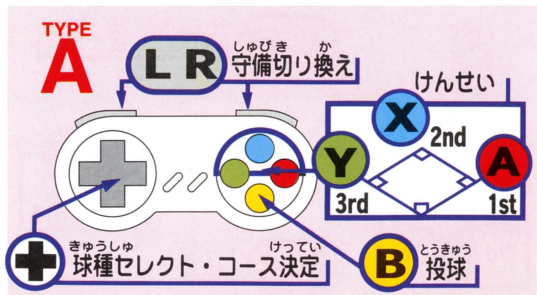 TYPE
A
L R
しゅびき か
守備切り換え
けんせい
X
2nd
Y
A
3rd
1st
きゅうしゅ けってい
球種セレクト・コース決定
B
とうきゅう
投球